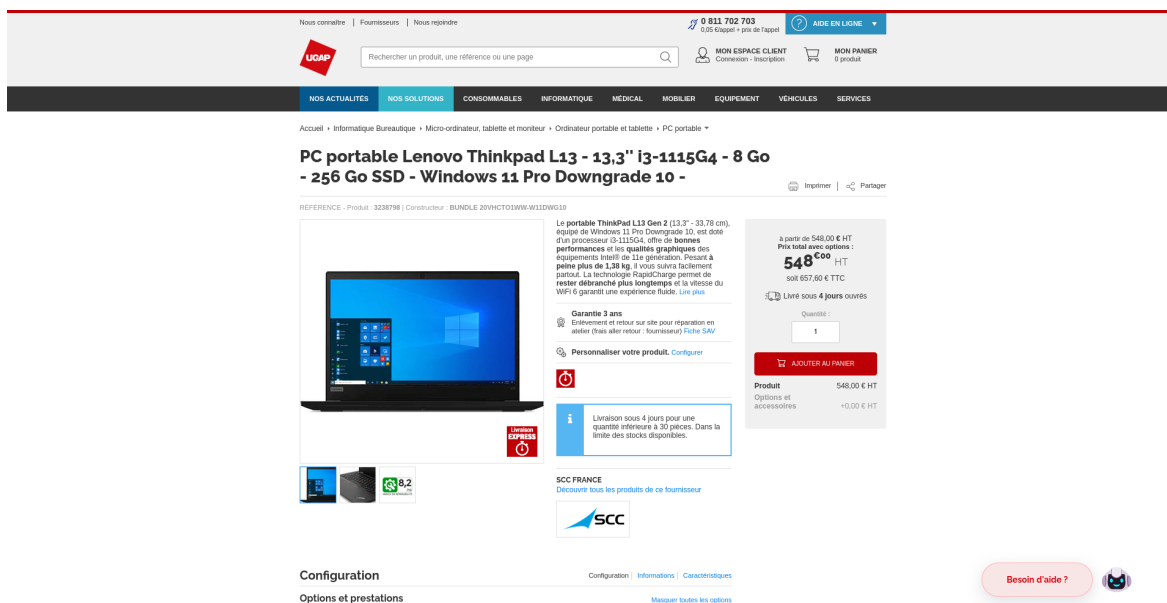 Nous connaître | Fournisseurs | Nous rejoindre
0 811 702 703
0,05 €/appel + prix de l'appel
? AIDE EN LIGNE
UGAP
Rechercher un produit, une référence ou une page
MON ESPACE CLIENT
Connexion - Inscription
MON PANIER
0 produit
NOS ACTUALITÉS NOS SOLUTIONS CONSOMMABLES INFORMATIQUE MÉDICAL MOBILIER EQUIPEMENT VÉHICULES SERVICES
Accueil Informatique Bureautique Micro-ordinateur, tablette et moniteur Ordinateur portable et tablette PC portable
PC portable Lenovo Thinkpad L13 - 13,3'' i3-1115G4 - 8 Go
- 256 Go SSD - Windows 11 Pro Downgrade 10 -
Imprimer | Partager
REFÉRENCE - Produit : 3238798 | Constructeur : BUNDLE 20VHCTO1WW-W11DWG10
Le portable ThinkPad L13 Gen 2 (13,3" - 33,78 cm),
équipé de Windows 11 Pro Downgrade 10, est doté
d'un processeur i3-1115G4, offre de bonnes
performances et les qualités graphiques des
équipements Intel® de 11e génération. Pesant à
peine plus de 1,38 kg, il vous suivra facilement
partout. La technologie RapidCharge permet de
rester débranché plus longtemps et la vitesse du
WiFi 6 garantit une expérience fluide. Lire plus
Garantie 3 ans
Enlèvement et retour sur site pour réparation en
atelier (frais aller retour : fournisseur) Fiche SAV
Personnaliser votre produit. Configurer
i
Livraison sous 4 jours pour une
quantité inférieure à 30 pièces. Dans la
limite des stocks disponibles.
SCC FRANCE
Découvrir tous les produits de ce fournisseur
SCC
Livraison
EXPRESS
8,2
à partir de 548,00 € HT
Prix total avec options :
548€00 HT
soit 657,60 € TTC
Livré sous 4 jours ouvrés
Quantité :
1
AJOUTER AU PANIER
Produit 548,00 € HT
Options et
accessoires +0,00 € HT
Configuration
Configuration | Informations | Caractéristiques
Options et prestations
Masquer toutes les options
Besoin d'aide ?